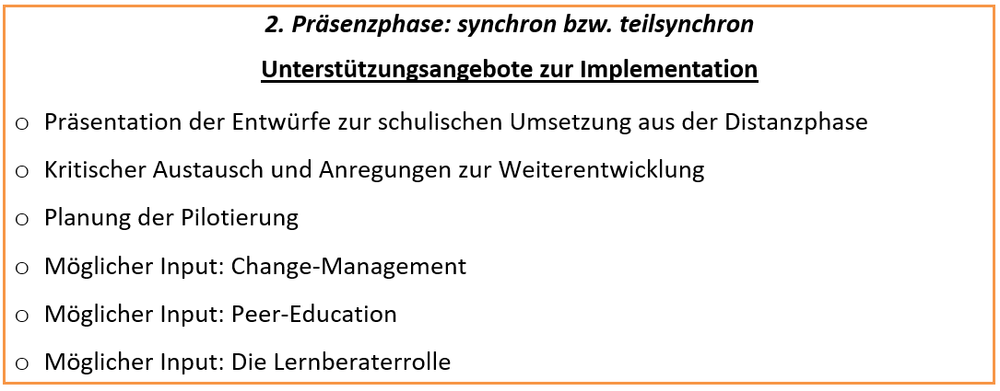 2. Präsenzphase: synchron bzw. teilsynchron
Unterstützungsangebote zur Implementation
o Präsentation der Entwürfe zur schulischen Umsetzung aus der Distanzphase
o Kritischer Austausch und Anregungen zur Weiterentwicklung
o Planung der Pilotierung
o Möglicher Input: Change-Management
o Möglicher Input: Peer-Education
o Möglicher Input: Die Lernberaterrolle